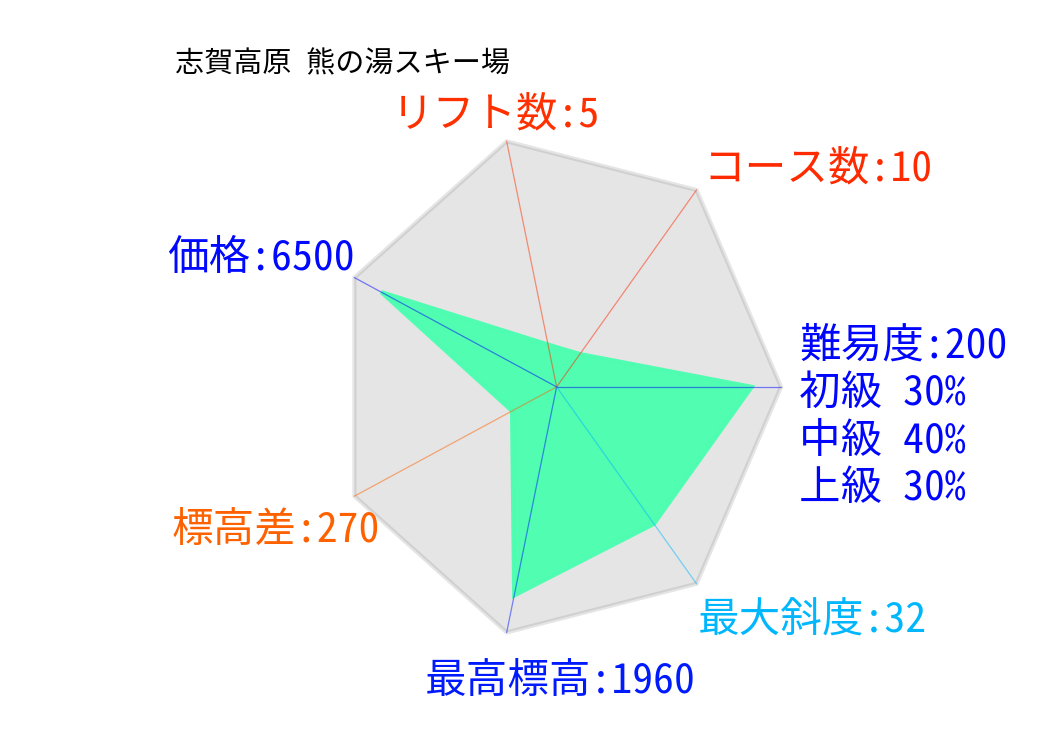 志賀高原 熊の湯スキー場
リフト数:5
コース数:10
価格:6500
難易度:200
初級 30%
中級 40%
上級 30%
標高差:270
最大斜度:32
最高標高:1960